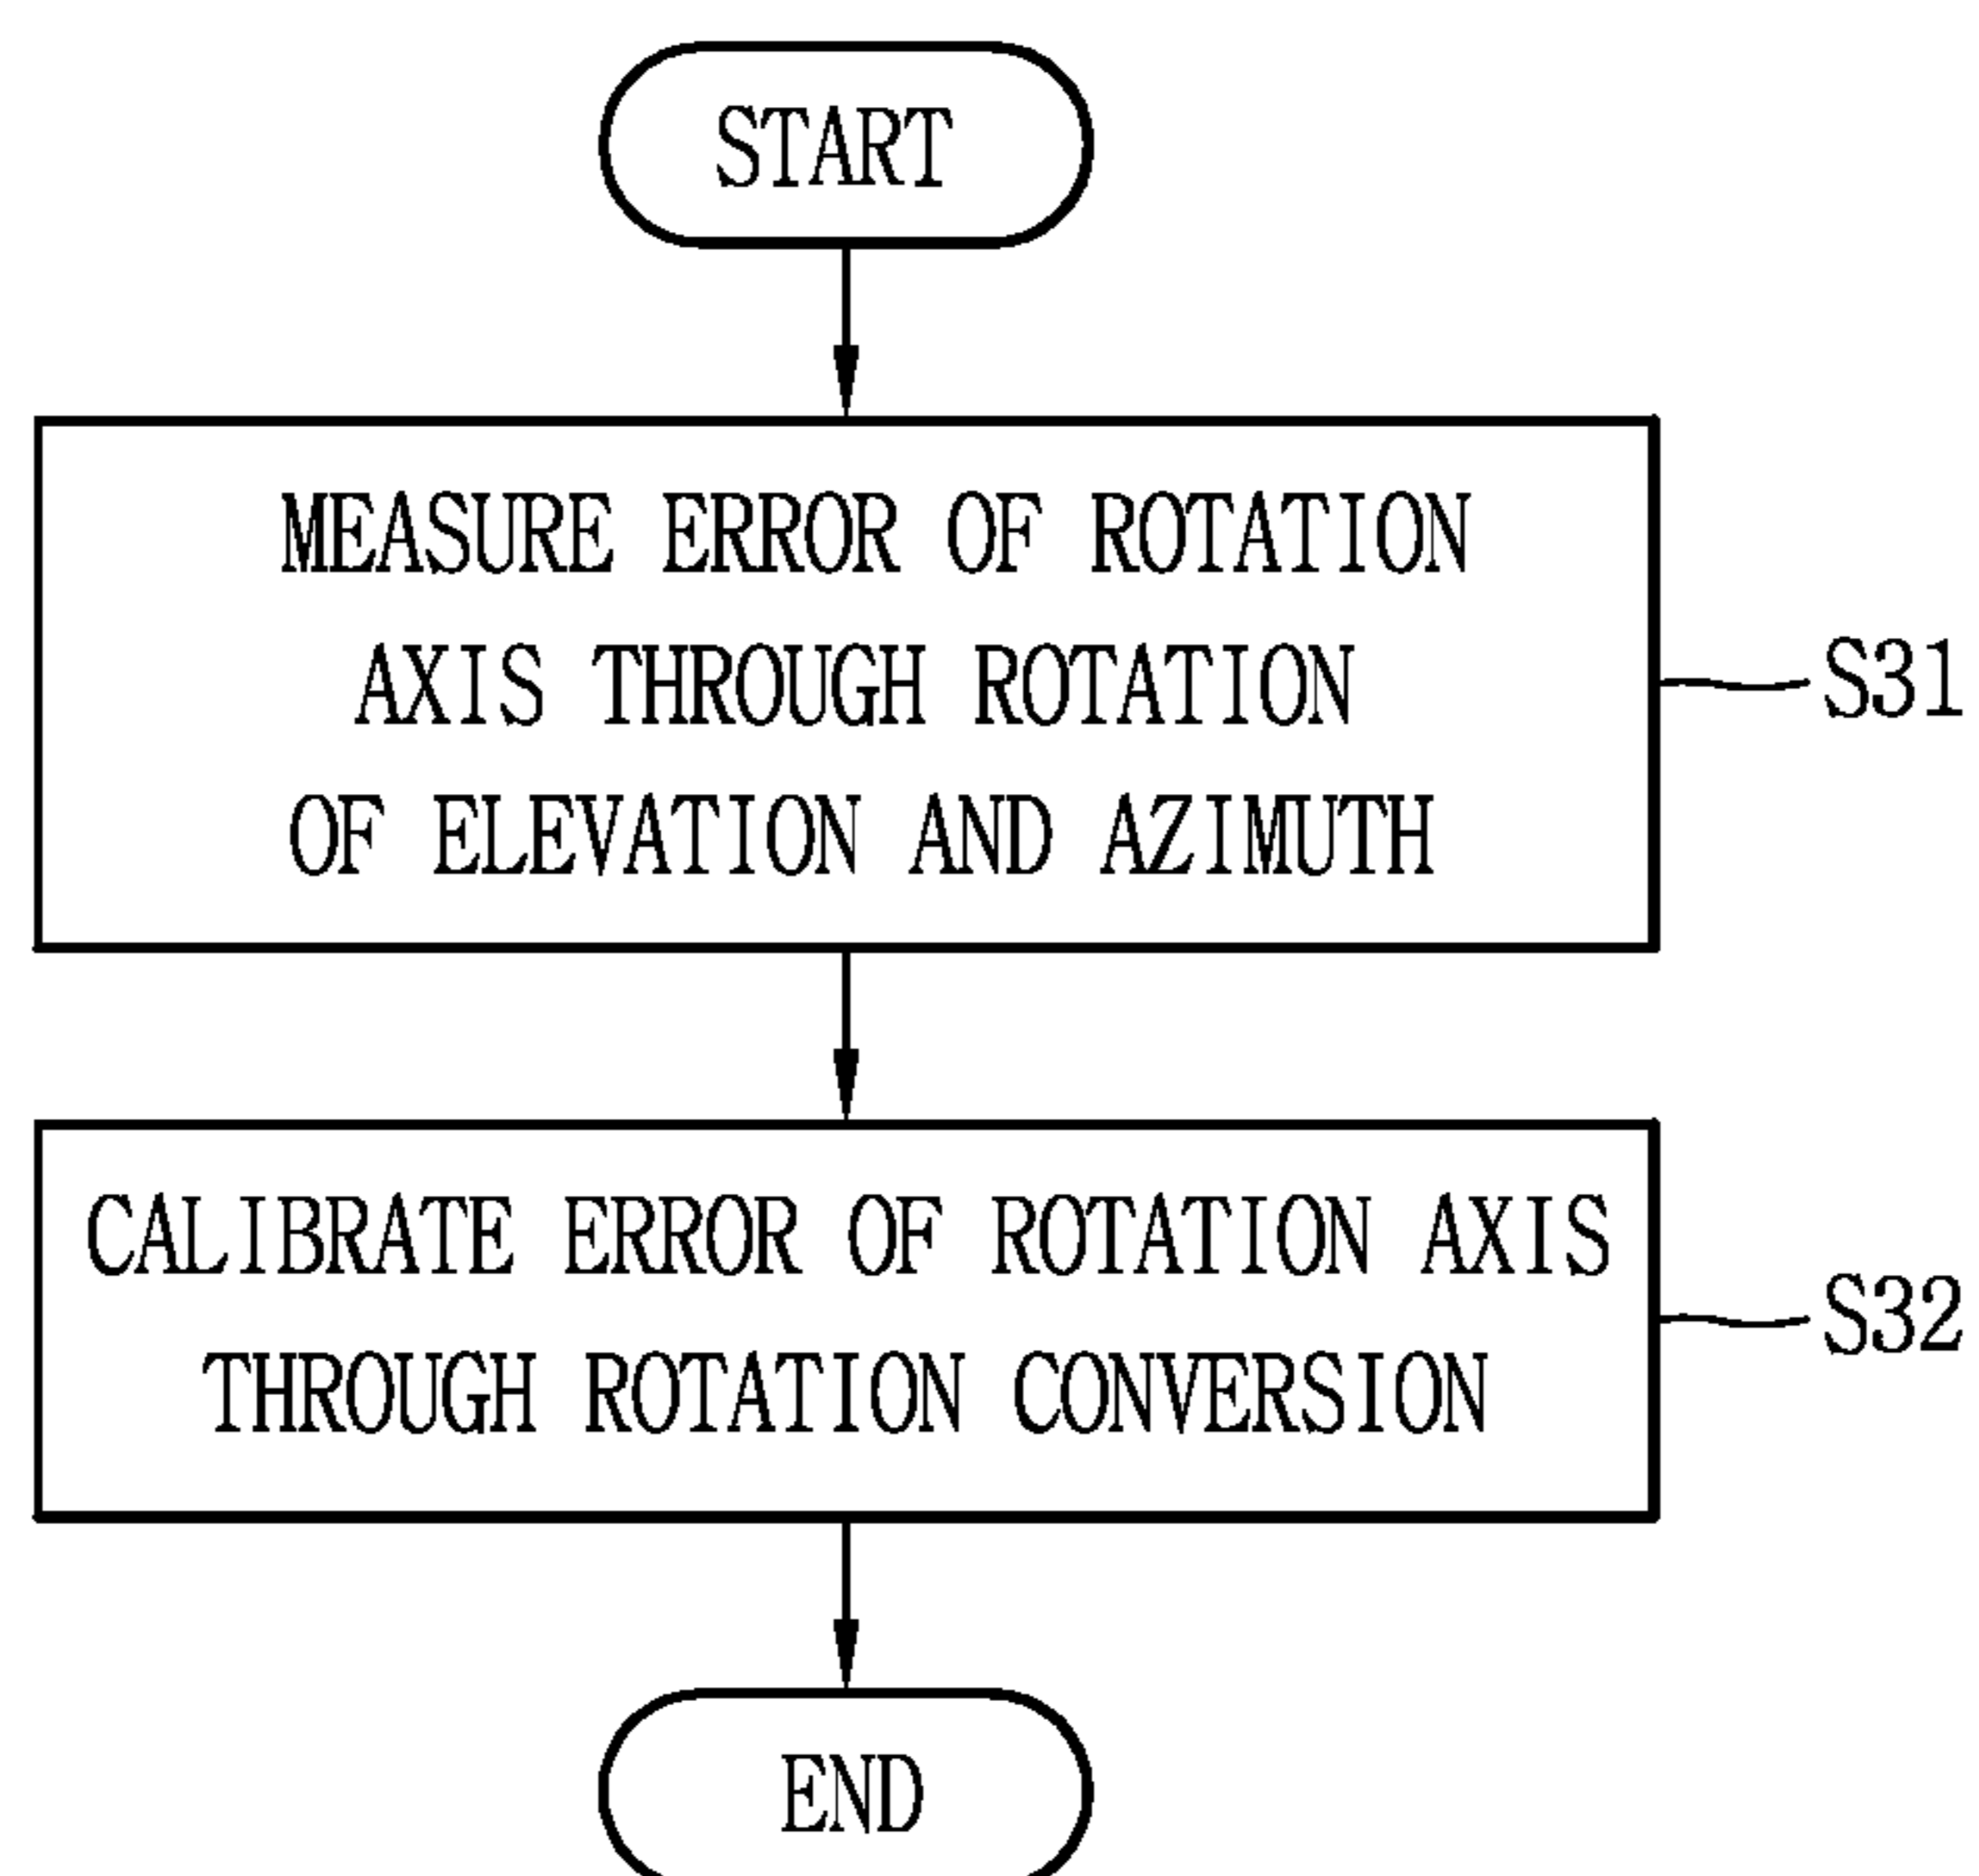 START
MEASURE ERROR OF ROTATION
AXIS THROUGH ROTATION
OF ELEVATION AND AZIMUTH
S31
CALIBRATE ERROR OF ROTATION AXIS
THROUGH ROTATION CONVERSION
S32
END